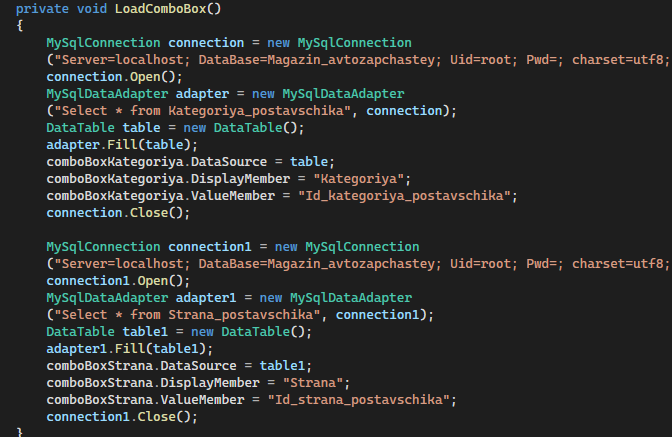 private void LoadComboBox()
{
MySqlConnection connection = new MySqlConnection
("Server=localhost; DataBase=Magazin_avtozapchastey; Uid=root; Pwd=; charset=utf8;
connection.Open();
MySqlDataAdapter adapter = new MySqlDataAdapter
("Select * from Kategoriya_postavschika", connection);
DataTable table = new DataTable();
adapter.Fill(table);
comboBoxKategoriya.DataSource = table;
comboBoxKategoriya.DisplayMember = "Kategoriya";
comboBoxKategoriya.ValueMember = "Id_kategoriya_postavschika";
connection.Close();
MySqlConnection connection1 = new MySqlConnection
("Server=localhost; DataBase=Magazin_avtozapchastey; Uid=root; Pwd=; charset=utf8;
connection1.Open();
MySqlDataAdapter adapter1 = new MySqlDataAdapter
("Select * from Strana_postavschika", connection1);
DataTable table1 = new DataTable();
adapter1.Fill(table1);
comboBoxStrana.DataSource = table1;
comboBoxStrana.DisplayMember = "Strana";
comboBoxStrana.ValueMember = "Id_strana_postavschika";
connection1.Close();
}